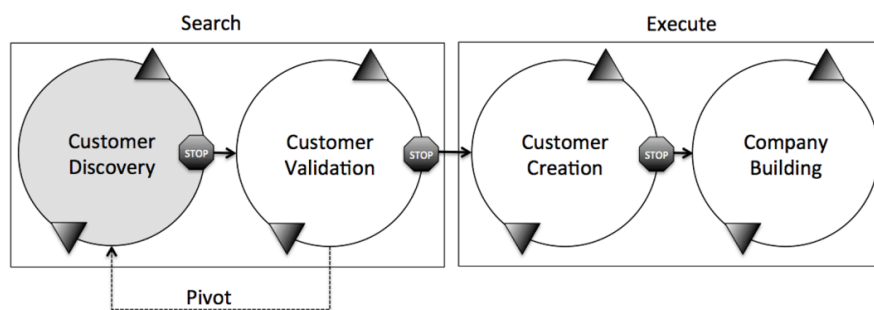 Search
Execute
Customer
Discovery
STOP
Customer
Validation
STOP
Customer
Creation
STOP
Company
Building
Pivot